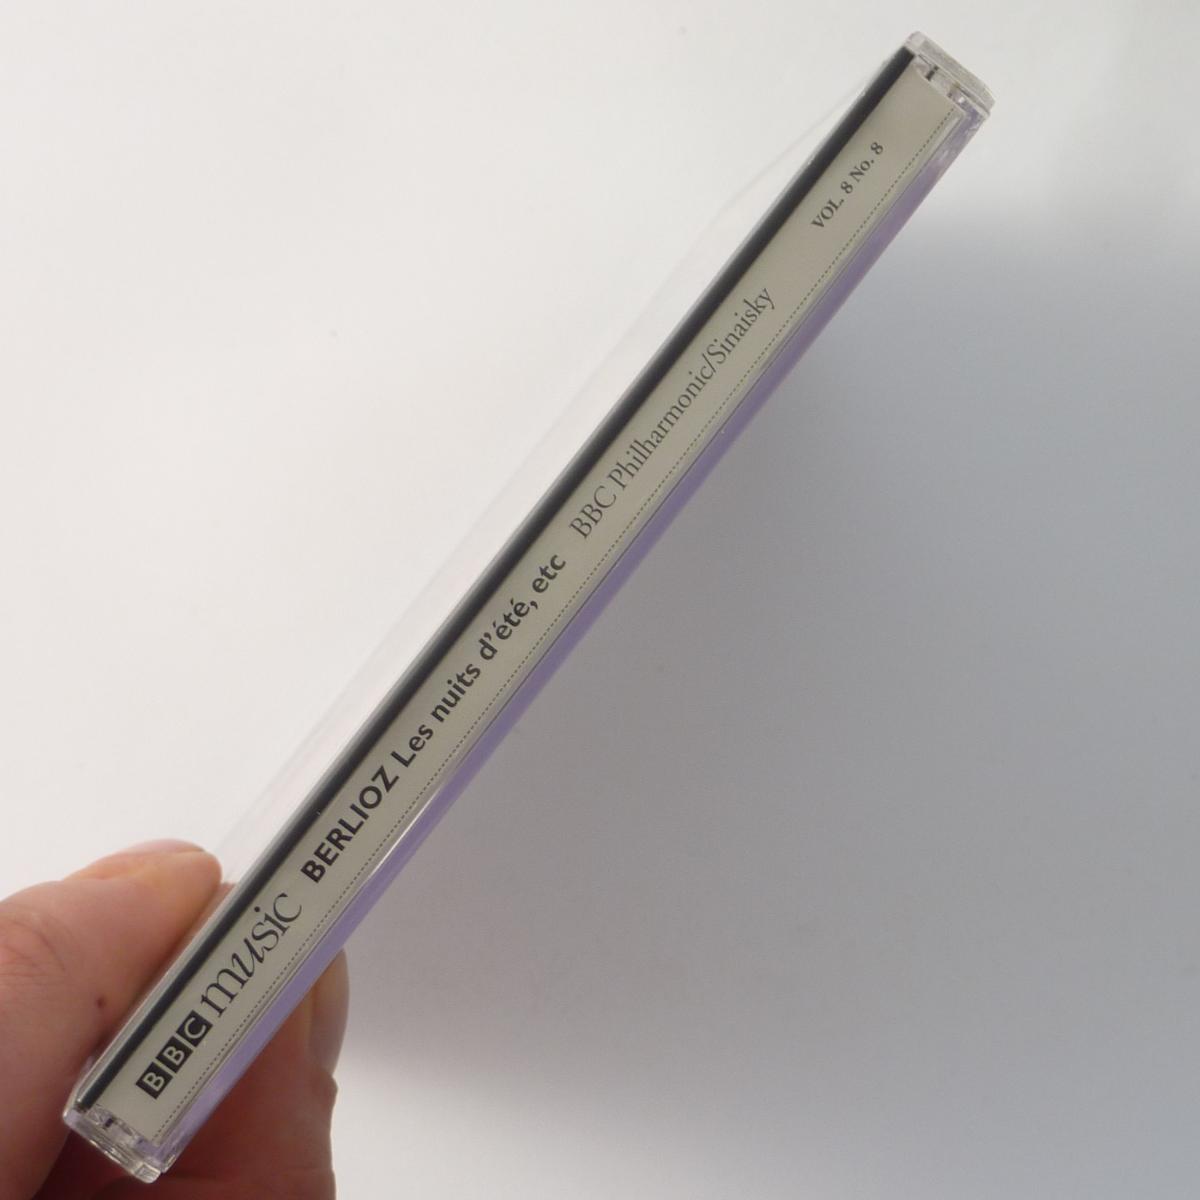 BBC music BERLIOZ Les nuits d'été, etc BBC Philharmonic/Sinaisky VOL. 8 No. 8